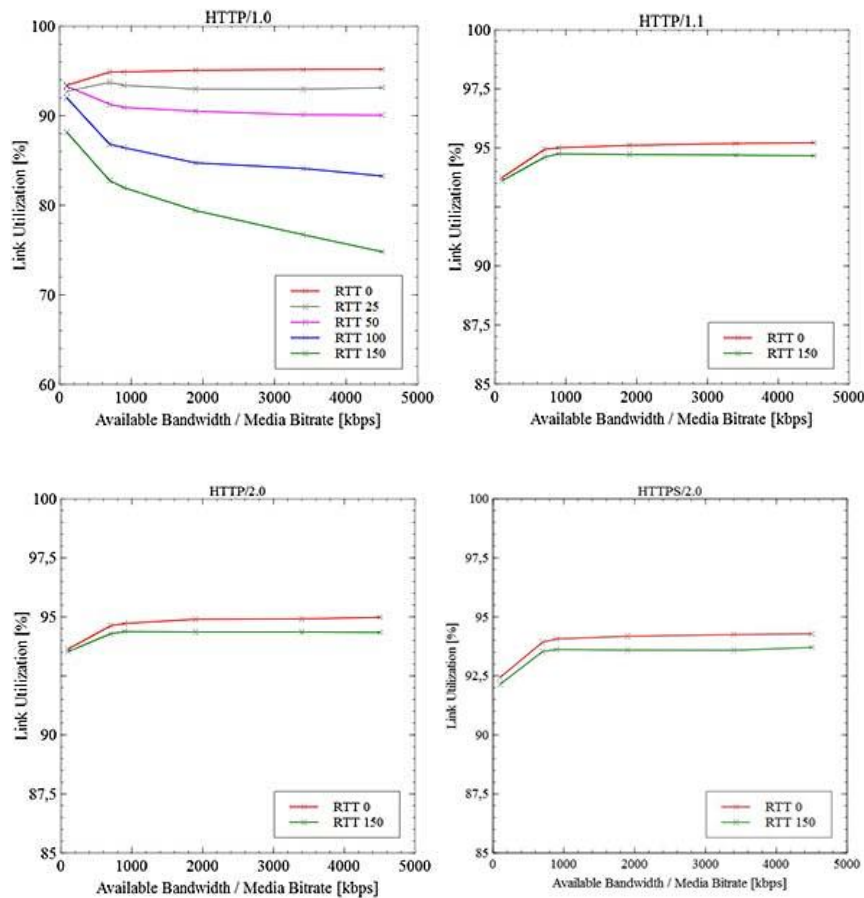 HTTP/1.0
100
90
80
70
60
Link Utilization [%]
RTT 0
RTT 25
RTT 50
RTT 100
RTT 150
0 1000 2000 3000 4000 5000
Available Bandwidth / Media Bitrate [kbps]
HTTP/1.1
100
97,5
95
92,5
90
87,5
85
Link Utilization [%]
RTT 0
RTT 150
0 1000 2000 3000 4000 5000
Available Bandwidth / Media Bitrate [kbps]
HTTP/2.0
100
97,5
95
92,5
90
87,5
85
Link Utilization [%]
RTT 0
RTT 150
0 1000 2000 3000 4000 5000
Available Bandwidth / Media Bitrate [kbps]
HTTPS/2.0
100
97,5
95
92,5
90
87,5
85
Link Utilization [%]
RTT 0
RTT 150
0 1000 2000 3000 4000 5000
Available Bandwidth / Media Bitrate [kbps]